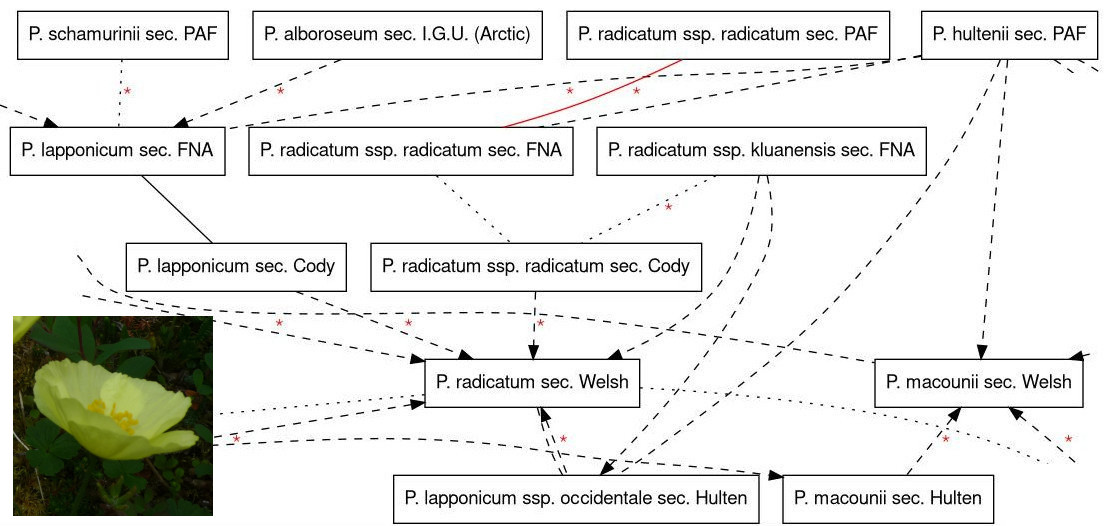 P. schamurinii sec. PAF
P. alboroseum sec. I.G.U. (Arctic)
P. radicatum ssp. radicatum sec. PAF
P. hultenii sec. PAF
* * * *
P. lapponicum sec. FNA
P. radicatum ssp. radicatum sec. FNA
P. radicatum ssp. kluanensis sec. FNA
*
P. lapponicum sec. Cody
P. radicatum ssp. radicatum sec. Cody
* * *
P. radicatum sec. Welsh
P. macounii sec. Welsh
* * * *
P. lapponicum ssp. occidentale sec. Hulten
P. macounii sec. Hulten